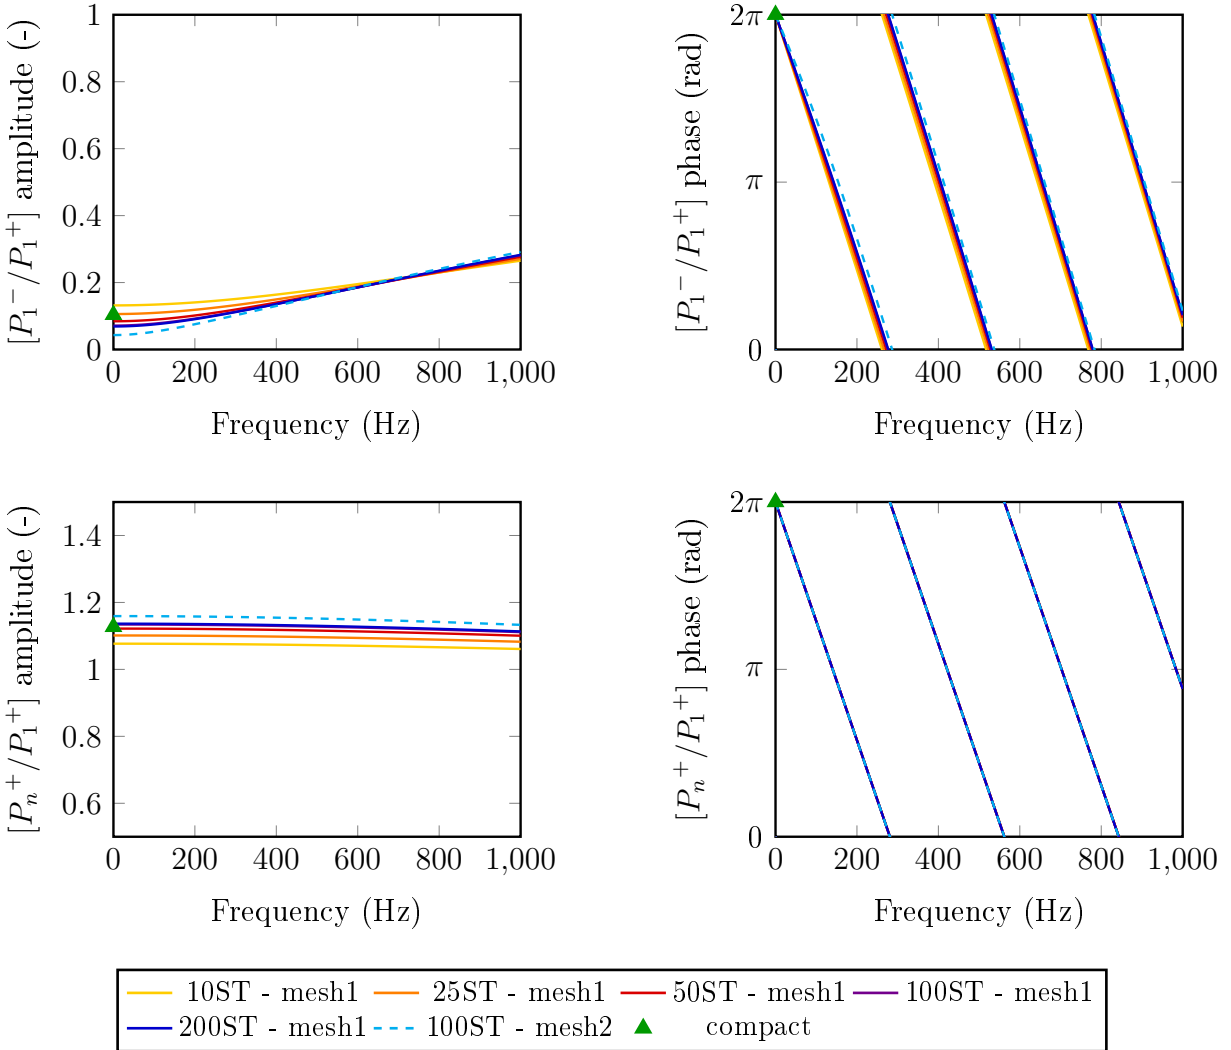 [P₁⁻/P₁⁺] amplitude (-)
1
0.8
0.6
0.4
0.2
0
0 200 400 600 800 1,000
Frequency (Hz)
[P₁⁻/P₁⁺] phase (rad)
2π
π
0
0 200 400 600 800 1,000
Frequency (Hz)
[Pₙ⁺/P₁⁺] amplitude (-)
1.4
1.2
1
0.8
0.6
0 200 400 600 800 1,000
Frequency (Hz)
[Pₙ⁺/P₁⁺] phase (rad)
2π
π
0
0 200 400 600 800 1,000
Frequency (Hz)
10ST - mesh1 25ST - mesh1 50ST - mesh1 100ST - mesh1
200ST - mesh1 100ST - mesh2 compact